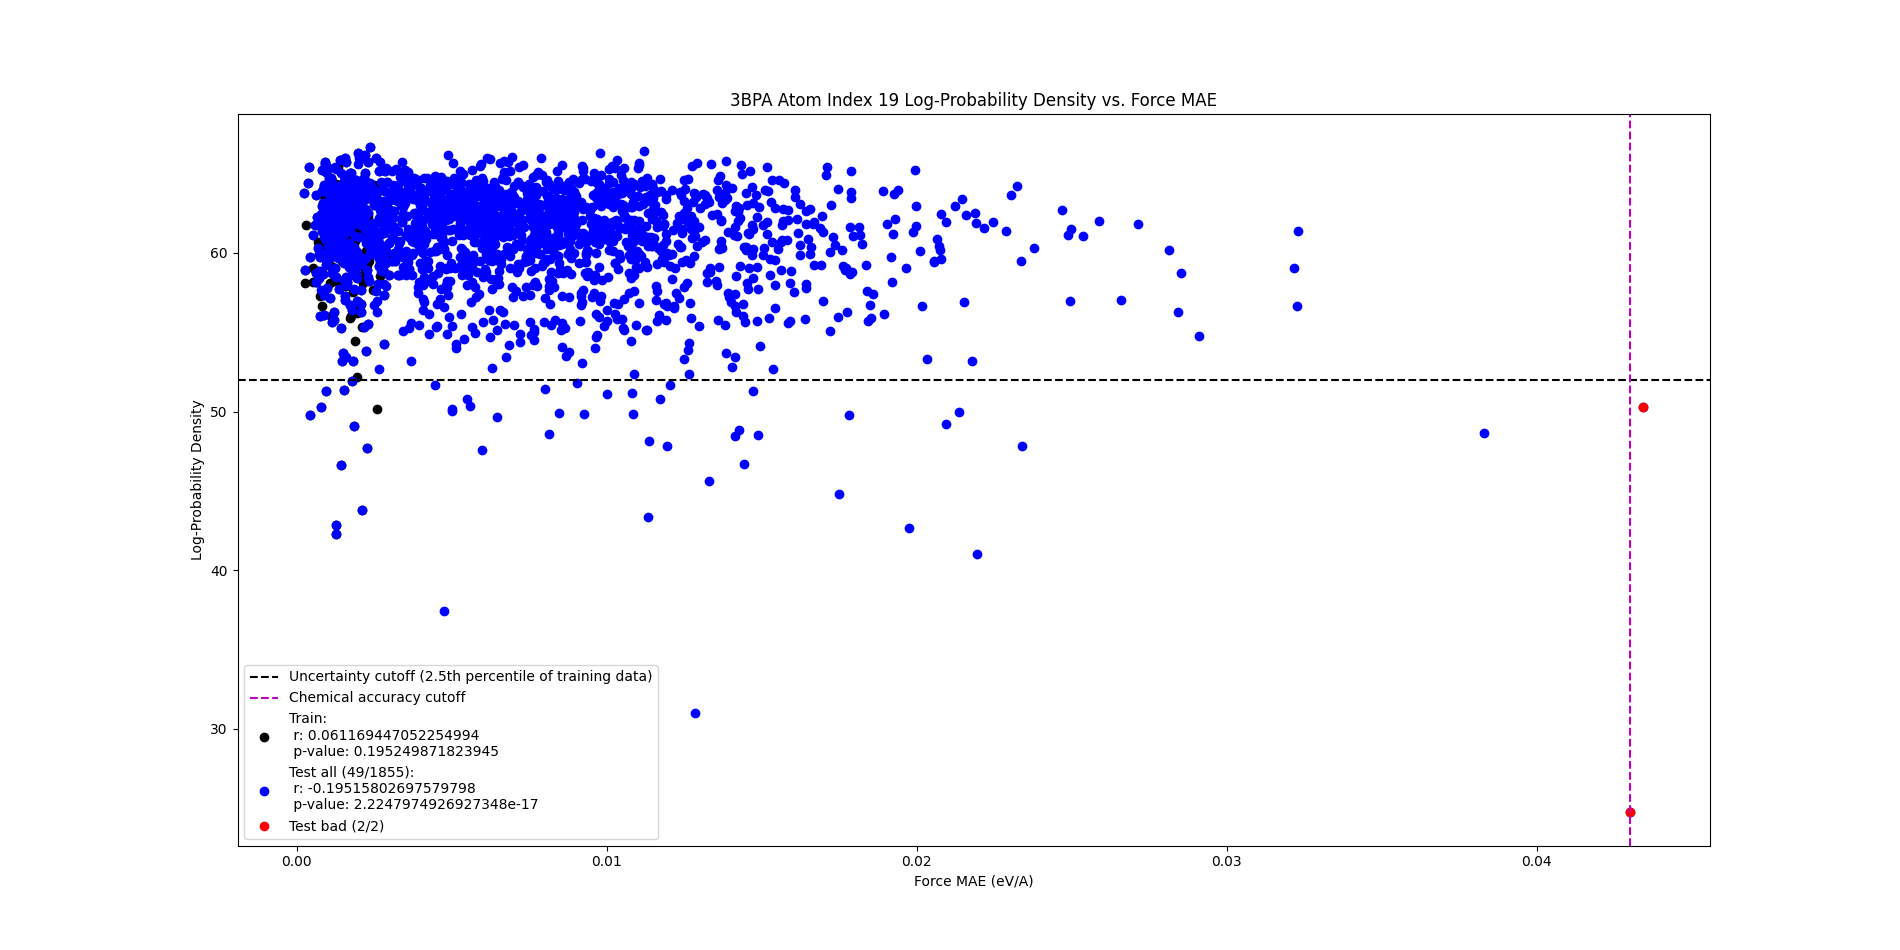 3BPA Atom Index 19 Log-Probability Density vs. Force MAE
Log-Probability Density
60
50
40
30
Uncertainty cutoff (2.5th percentile of training data)
Chemical accuracy cutoff
Train:
r: 0.061169447052254994
p-value: 0.195249871823945
Test all (49/1855):
r: -0.19515802697579798
p-value: 2.2247974926927348e-17
Test bad (2/2)
0.00
0.01
0.02
0.03
0.04
Force MAE (eV/A)